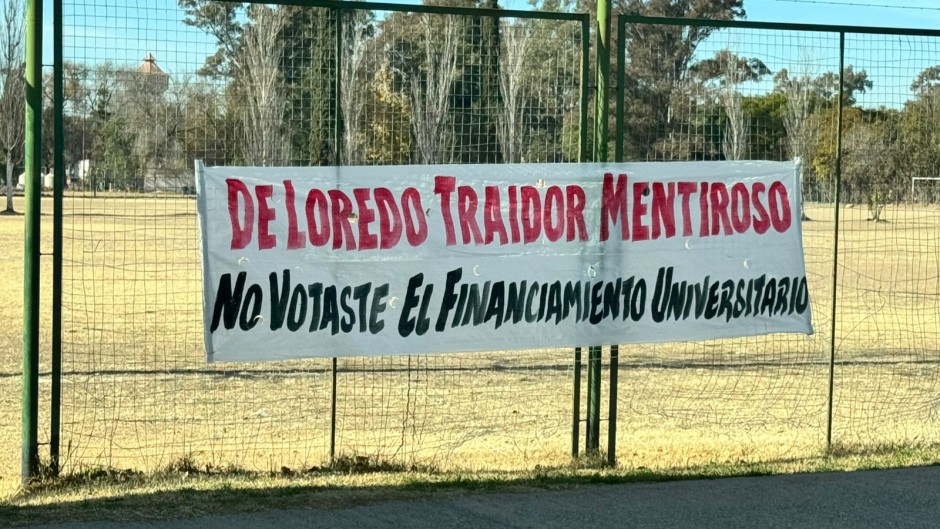 DE LOREDO TRAIDOR MENTIROSO
NO VOTASTE EL FINANCIAMIENTO UNIVERSITARIO